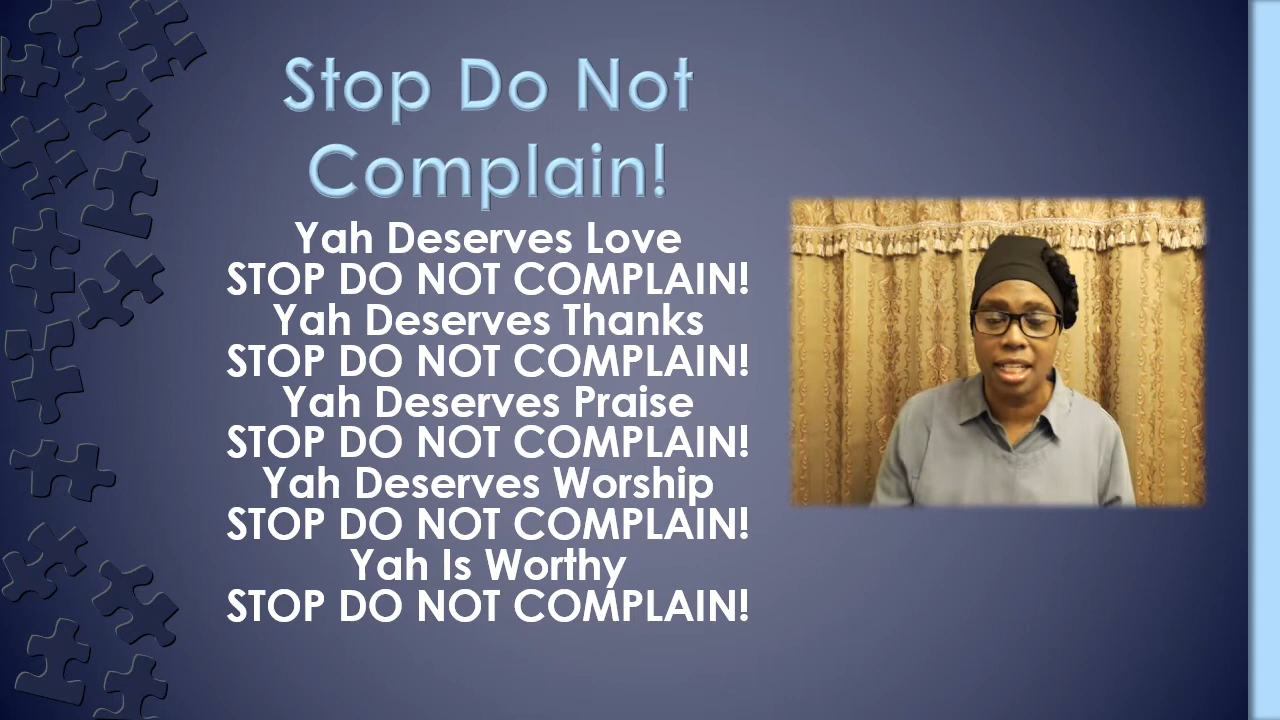 Stop Do Not
Complain!
Yah Deserves Love
STOP DO NOT COMPLAIN!
Yah Deserves Thanks
STOP DO NOT COMPLAIN!
Yah Deserves Praise
STOP DO NOT COMPLAIN!
Yah Deserves Worship
STOP DO NOT COMPLAIN!
Yah Is Worthy
STOP DO NOT COMPLAIN!